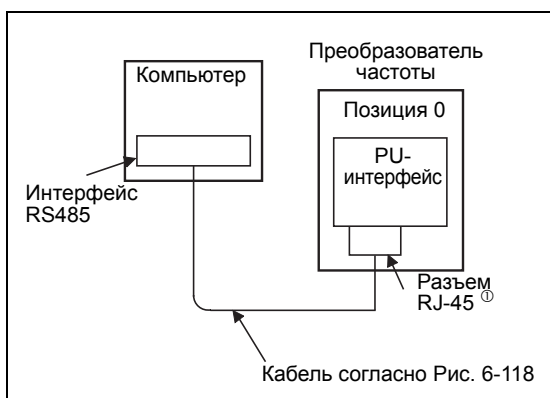 Преобразователь
частоты
Компьютер
Позиция 0
PU-
интерфейс
Интерфейс
RS485
Разъем
RJ-45 ①
Кабель согласно Рис. 6-118